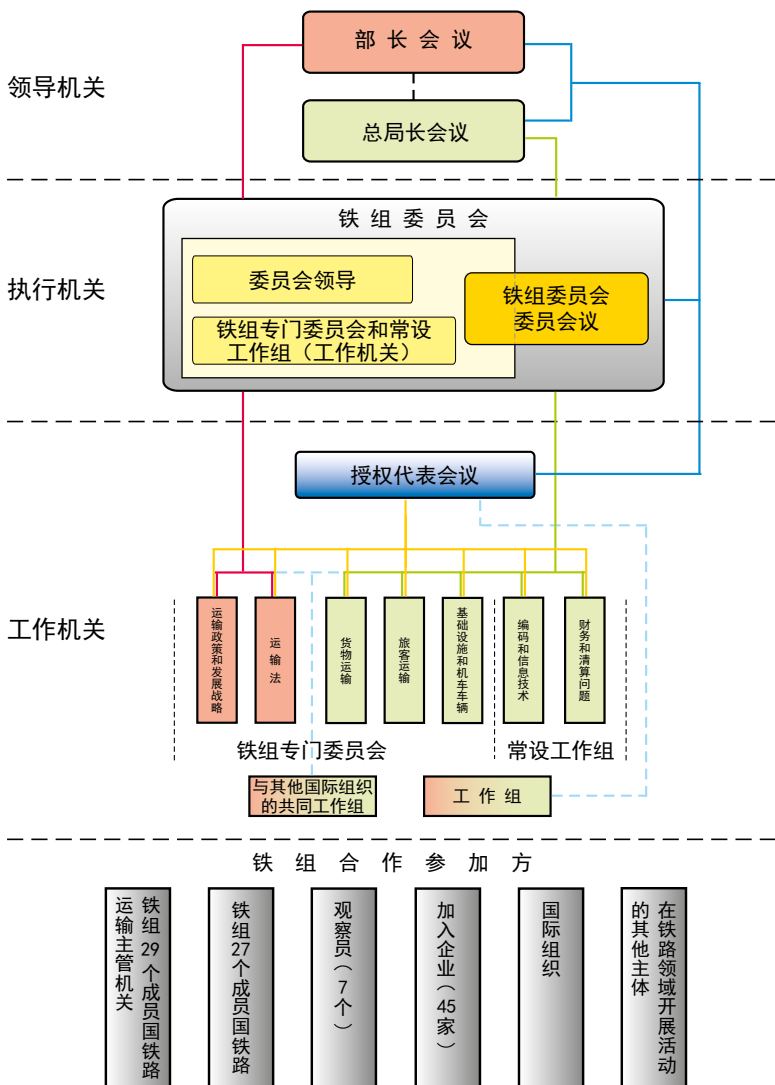 部长会议
领导机关
总局长会议
铁组委员会
委员会领导
执行机关
铁组委员会
委员会议
铁组专门委员会和常设
工作组（工作机关）
授权代表会议
工作机关
运输政策和发展战略
运输法
货物运输
旅客运输
基础设施和机车车辆
编码和信息技术
财务和清算问题
铁组专门委员会
常设工作组
与其他国际组织
的共同工作组
工作组
铁组合作参加方
铁组29个成员国铁路
运输主管机关
铁组27个成员国铁路
观察员（7个）
加入企业（45家）
国际组织
在铁路领域开展活动
的其他主体